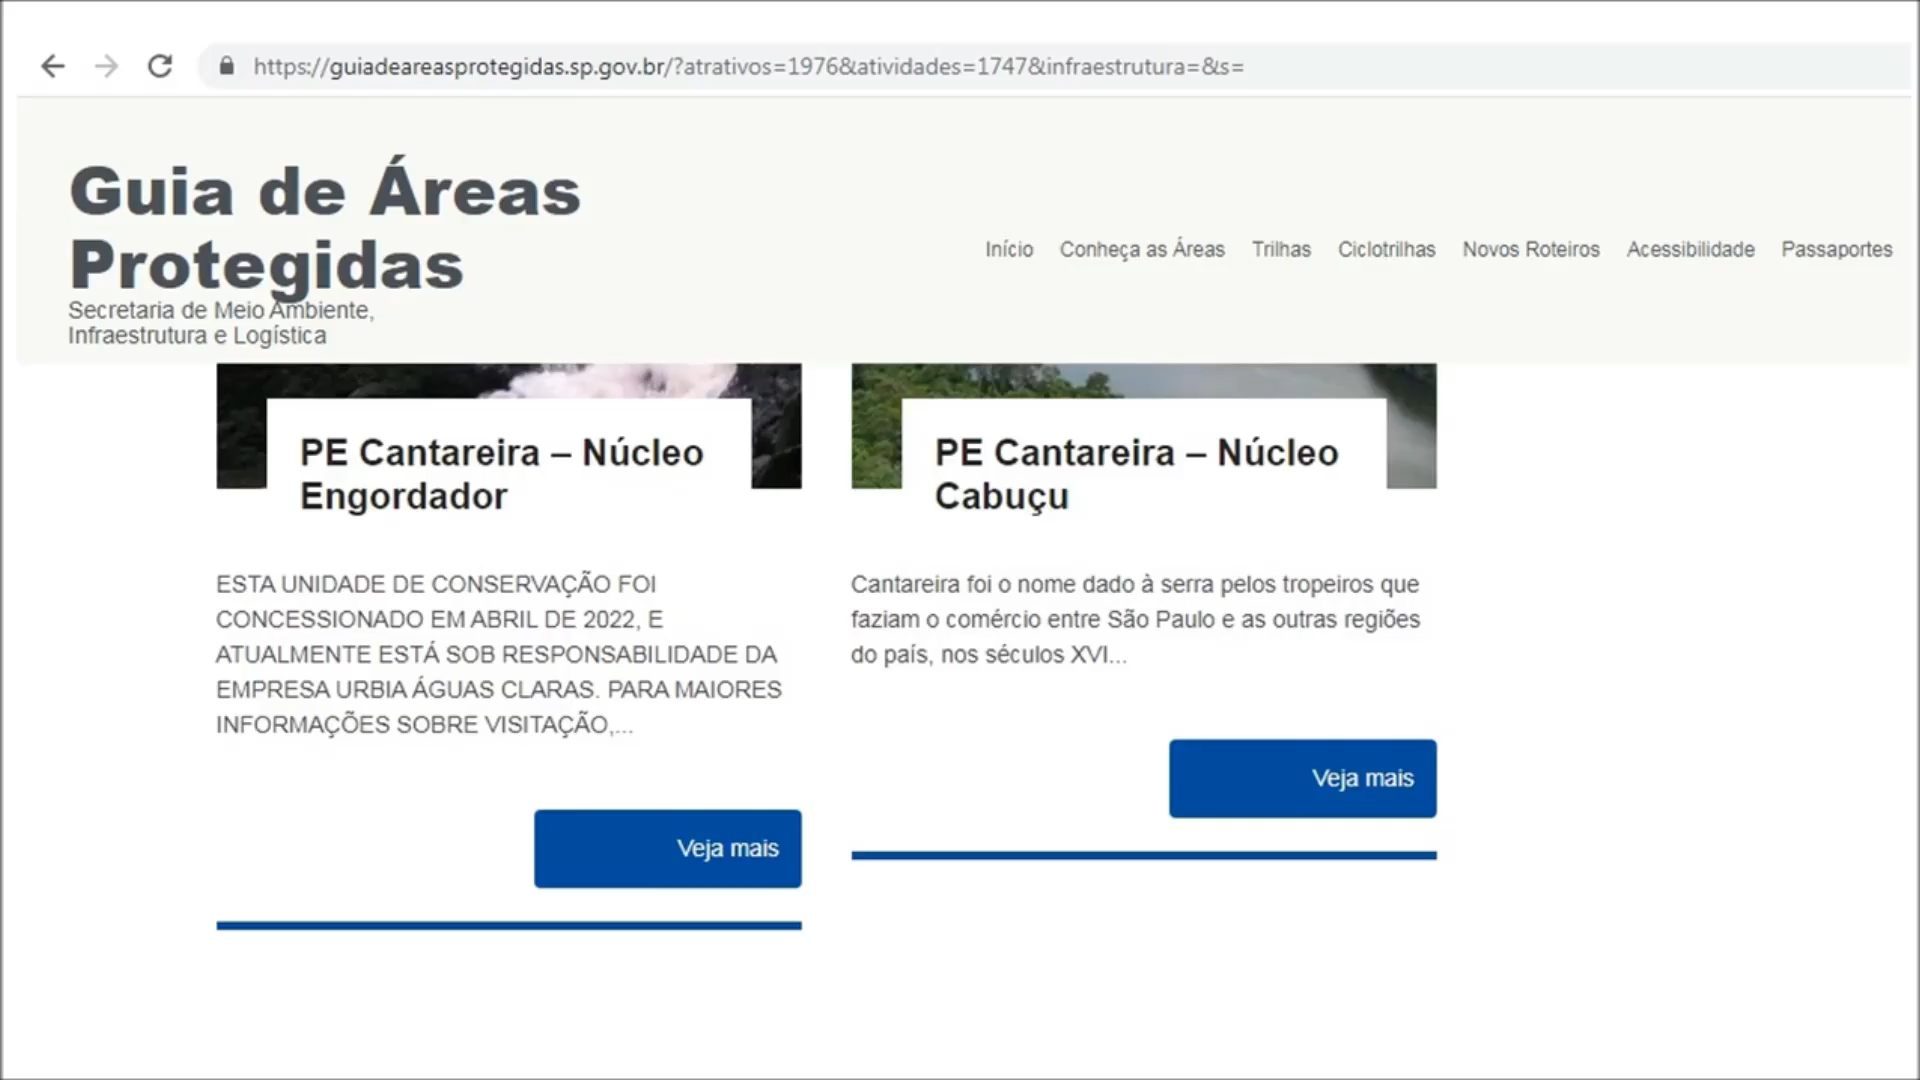 https://guiadeareasprotegidas.sp.gov.br/?atrativos=1976&atividades=1747&infraestrutura=&s=
Guia de Áreas
Protegidas
Secretaria de Meio Ambiente,
Infraestrutura e Logística
Início Conheça as Áreas Trilhas Ciclotrilhas Novos Roteiros Acessibilidade Passaportes
PE Cantareira – Núcleo
Engordador
ESTA UNIDADE DE CONSERVAÇÃO FOI
CONCESSIONADO EM ABRIL DE 2022, E
ATUALMENTE ESTÁ SOB RESPONSABILIDADE DA
EMPRESA URBIA ÁGUAS CLARAS. PARA MAIORES
INFORMAÇÕES SOBRE VISITAÇÃO,...
Veja mais
PE Cantareira – Núcleo
Cabuçu
Cantareira foi o nome dado à serra pelos tropeiros que
faziam o comércio entre São Paulo e as outras regiões
do país, nos séculos XVI...
Veja mais